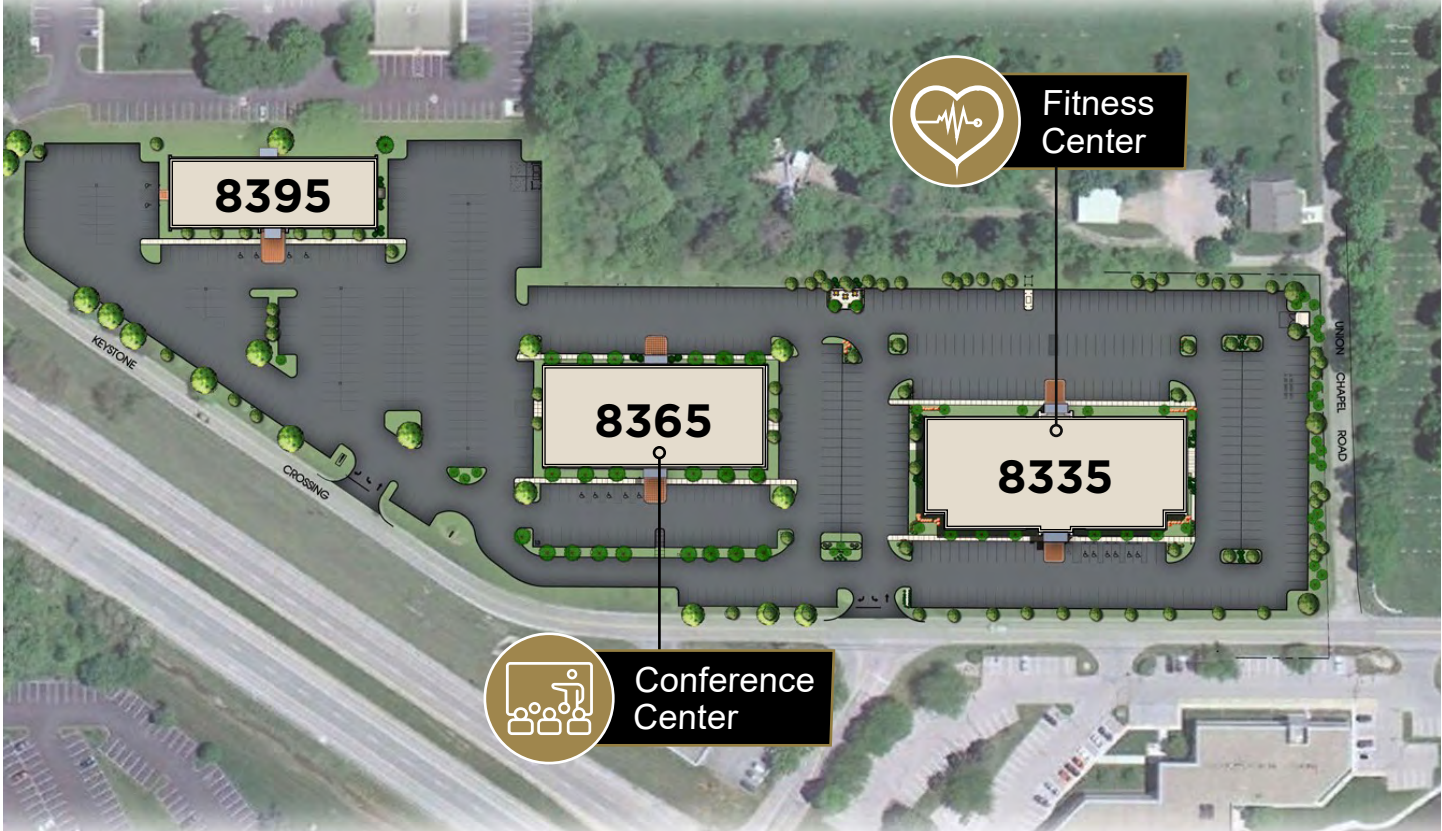 Fitness
Center
8395
KEYSTONE
CROSSING
8365
8335
UNION CHAPEL ROAD
Conference
Center